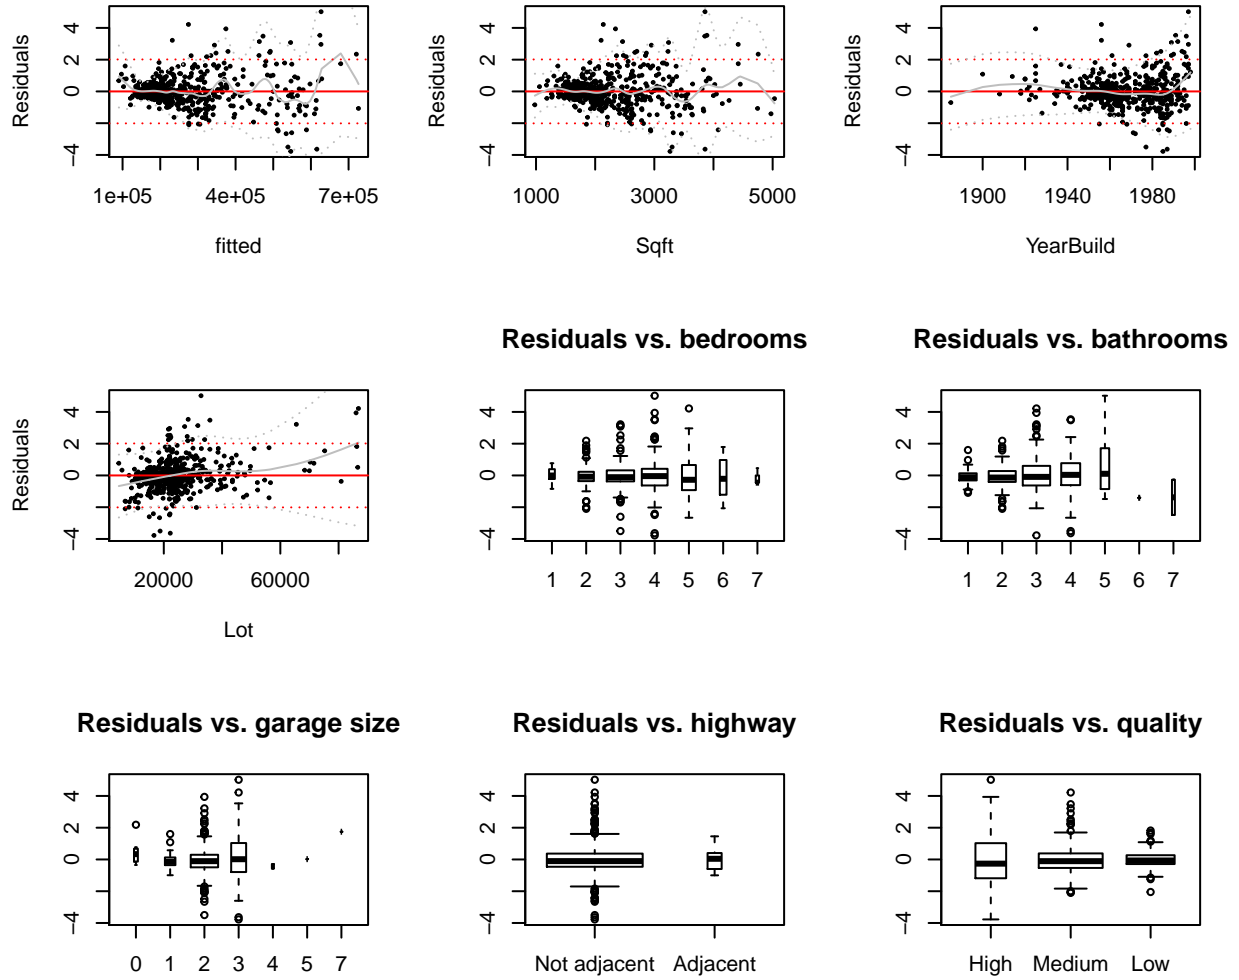 Residuals
4
2
0
−4
1e+05
4e+05
7e+05
fitted
Residuals
4
2
0
−4
1000
3000
5000
Sqft
Residuals
4
2
0
−4
1900
1940
1980
YearBuild
Residuals
4
2
0
−4
20000
60000
Lot
Residuals vs. bedrooms
4
2
0
−4
1 2 3 4 5 6 7
Residuals vs. bathrooms
4
2
0
−4
1 2 3 4 5 6 7
Residuals vs. garage size
4
2
0
−4
0 1 2 3 4 5 7
Residuals vs. highway
4
2
0
−4
Not adjacent Adjacent
Residuals vs. quality
4
2
0
−4
High Medium Low